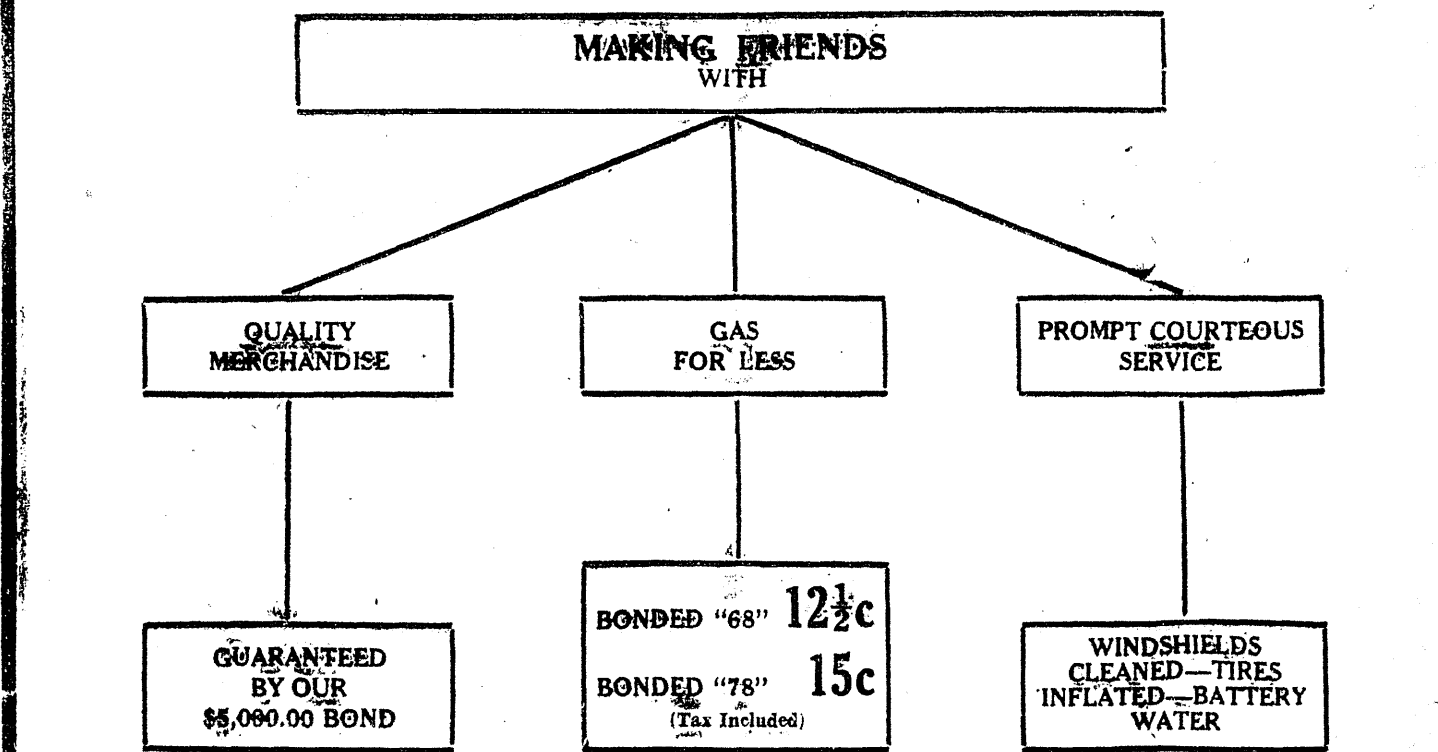 MAKING FRIENDS
WITH
QUALITY
MERCHANDISE
GAS
FOR LESS
PROMPT COURTEOUS
SERVICE
GUARANTEED
BY OUR
$5,000.00 BOND
BONDED “68” 12½c
BONDED “78” 15c
(Tax Included)
WINDSHIELDS
CLEANED—TIRES
INFLATED—BATTERY
WATER